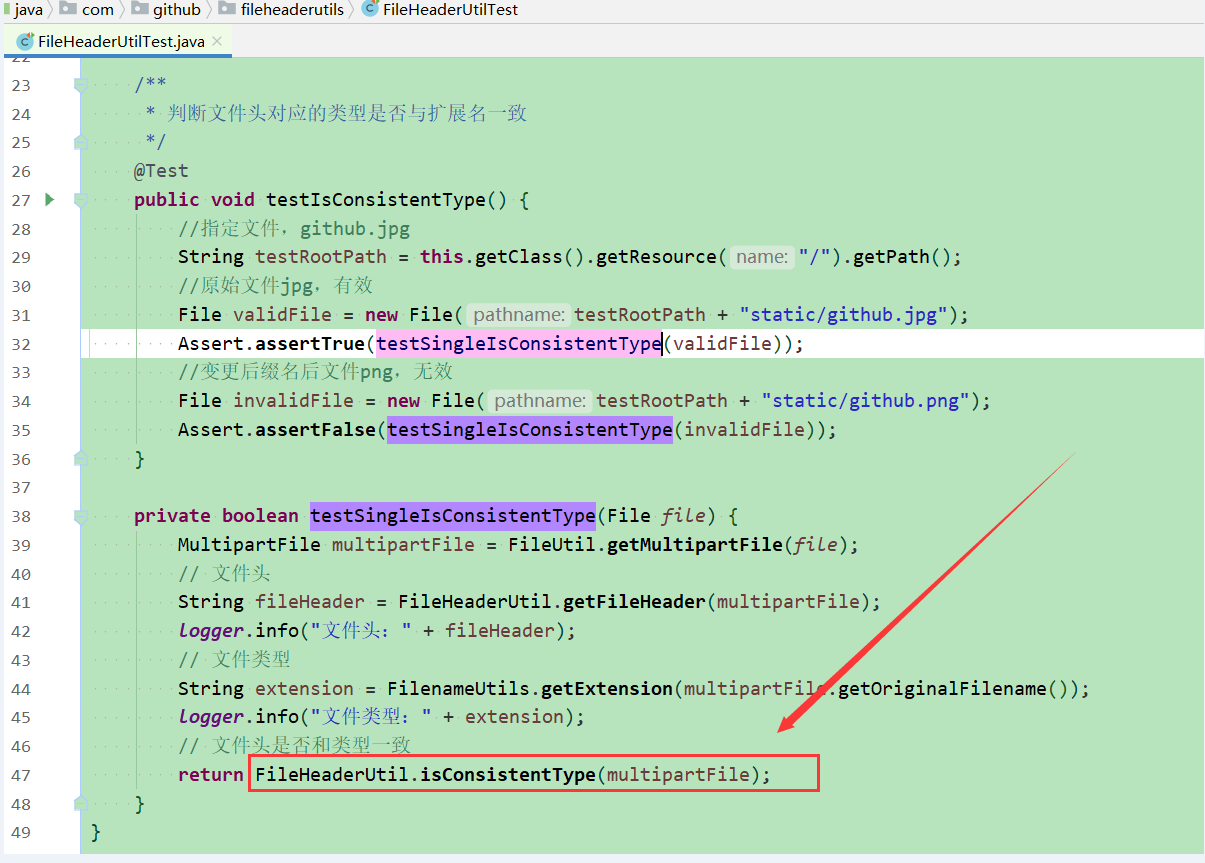 java com github fileheaderutils FileHeaderUtilTest
FileHeaderUtilTest.java
22
23 /**
24 * 判断文件头对应的类型是否与扩展名一致
25 */
26 @Test
27 public void testIsConsistentType() {
28 //指定文件，github.jpg
29 String testRootPath = this.getClass().getResource( name: "/").getPath();
30 //原始文件jpg，有效
31 File validFile = new File( pathname: testRootPath + "static/github.jpg");
32 Assert.assertTrue(testSingleIsConsistentType(validFile));
33 //变更后缀名后文件png，无效
34 File invalidFile = new File( pathname: testRootPath + "static/github.png");
35 Assert.assertFalse(testSingleIsConsistentType(invalidFile));
36 }
37
38 private boolean testSingleIsConsistentType(File file) {
39 MultipartFile multipartFile = FileUtil.getMultipartFile(file);
40 // 文件头
41 String fileHeader = FileHeaderUtil.getFileHeader(multipartFile);
42 logger.info("文件头：" + fileHeader);
43 // 文件类型
44 String extension = FilenameUtils.getExtension(multipartFile.getOriginalFilename());
45 logger.info("文件类型：" + extension);
46 // 文件头是否和类型一致
47 return FileHeaderUtil.isConsistentType(multipartFile);
48 }
49 }